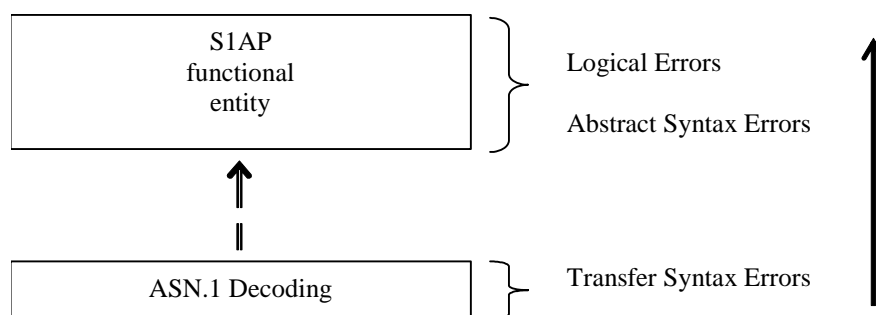 S1AP
functional
entity
Logical Errors
Abstract Syntax Errors
ASN.1 Decoding
Transfer Syntax Errors